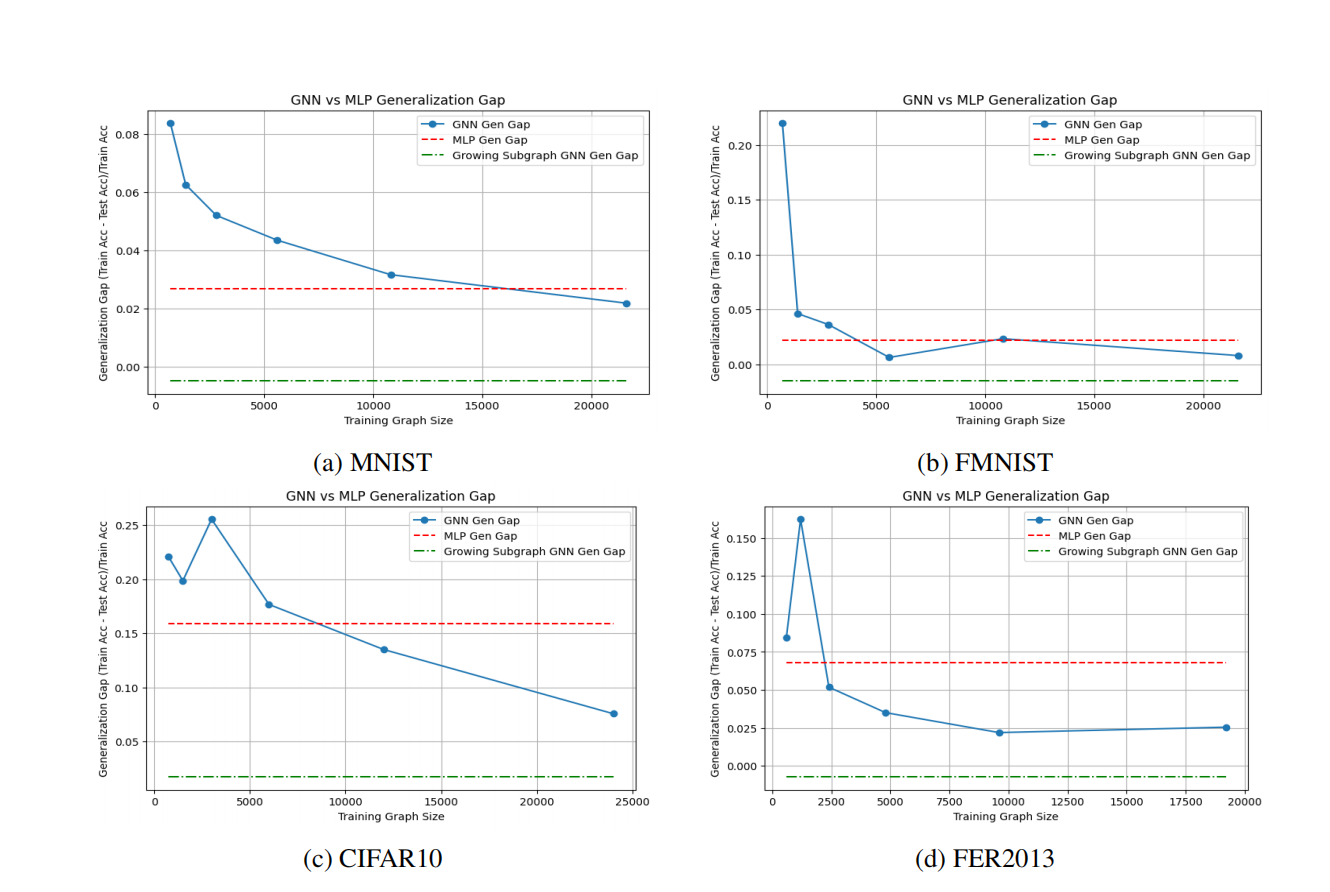 GNN vs MLP Generalization Gap
GNN Gen Gap
MLP Gen Gap
Growing Subgraph GNN Gen Gap
Generalization Gap (Train Acc - Test Acc)/Train Acc
0.08
0.06
0.04
0.02
0.00
0 5000 10000 15000 20000
Training Graph Size
(a) MNIST
GNN vs MLP Generalization Gap
GNN Gen Gap
MLP Gen Gap
Growing Subgraph GNN Gen Gap
Generalization Gap (Train Acc - Test Acc)/Train Acc
0.20
0.15
0.10
0.05
0.00
0 5000 10000 15000 20000
Training Graph Size
(b) FMNIST
GNN vs MLP Generalization Gap
GNN Gen Gap
MLP Gen Gap
Growing Subgraph GNN Gen Gap
Generalization Gap (Train Acc - Test Acc)/Train Acc
0.25
0.20
0.15
0.10
0.05
0 5000 10000 15000 20000 25000
Training Graph Size
(c) CIFAR10
GNN vs MLP Generalization Gap
GNN Gen Gap
MLP Gen Gap
Growing Subgraph GNN Gen Gap
Generalization Gap (Train Acc - Test Acc)/Train Acc
0.150
0.125
0.100
0.075
0.050
0.025
0.000
0 2500 5000 7500 10000 12500 15000 17500 20000
Training Graph Size
(d) FER2013